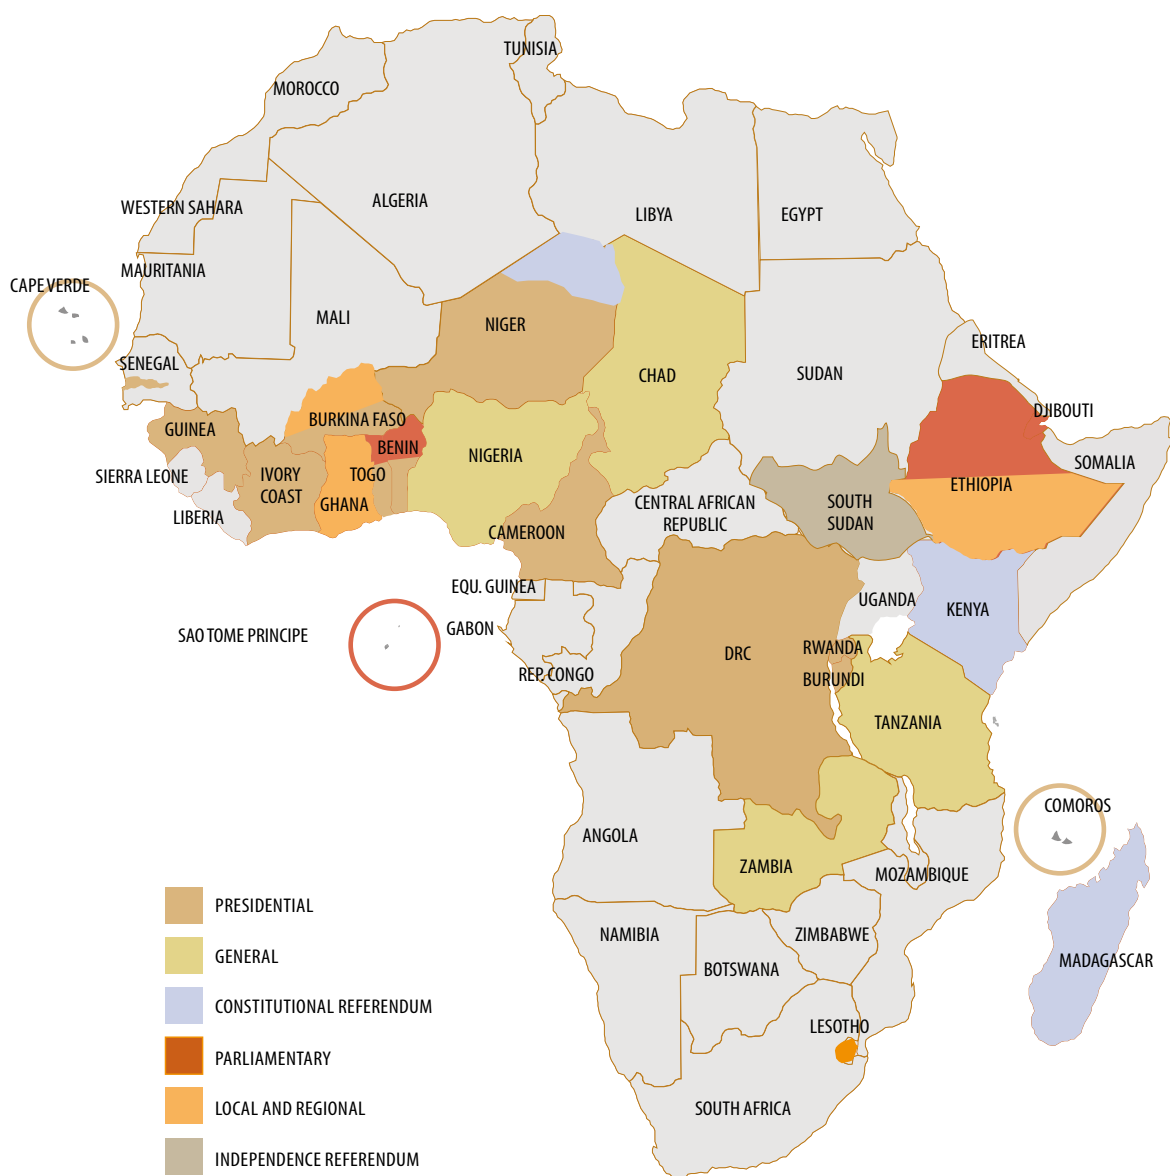 TUNISIA
MOROCCO
ALGERIA
WESTERN SAHARA
LIBYA
EGYPT
MAURITANIA
CAPE VERDE
MALI
NIGER
ERITREA
SENEGAL
CHAD
SUDAN
DJIBOUTI
BURKINA FASO
GUINEA
BENIN
NIGERIA
SOMALIA
SIERRA LEONE
IVORY
COAST
TOGO
ETHIOPIA
GHANA
CENTRAL AFRICAN
REPUBLIC
SOUTH
SUDAN
LIBERIA
CAMEROON
EQU. GUINEA
UGANDA
KENYA
SAO TOME PRINCIPE
GABON
DRC
RWANDA
REP. CONGO
BURUNDI
TANZANIA
COMOROS
ANGOLA
ZAMBIA
MOZAMBIQUE
NAMIBIA
ZIMBABWE
BOTSWANA
MADAGASCAR
LESOTHO
SOUTH AFRICA
PRESIDENTIAL
GENERAL
CONSTITUTIONAL REFERENDUM
PARLIAMENTARY
LOCAL AND REGIONAL
INDEPENDENCE REFERENDUM